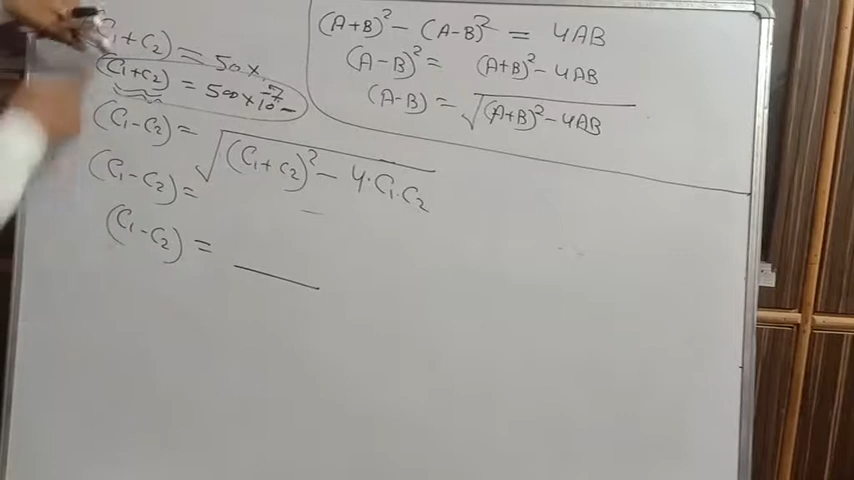 (A+B)² - (A-B)² = 4AB
(A-B)² = (A+B)² - 4AB
(A-B) = √(A+B)² - 4AB
C₁+C₂) = 50×
(C₁+C₂) = 500×10⁻⁷
(C₁-C₂) = √(C₁+C₂)² - 4·C₁·C₂
(C₁-C₂) =
(C₁-C₂) =